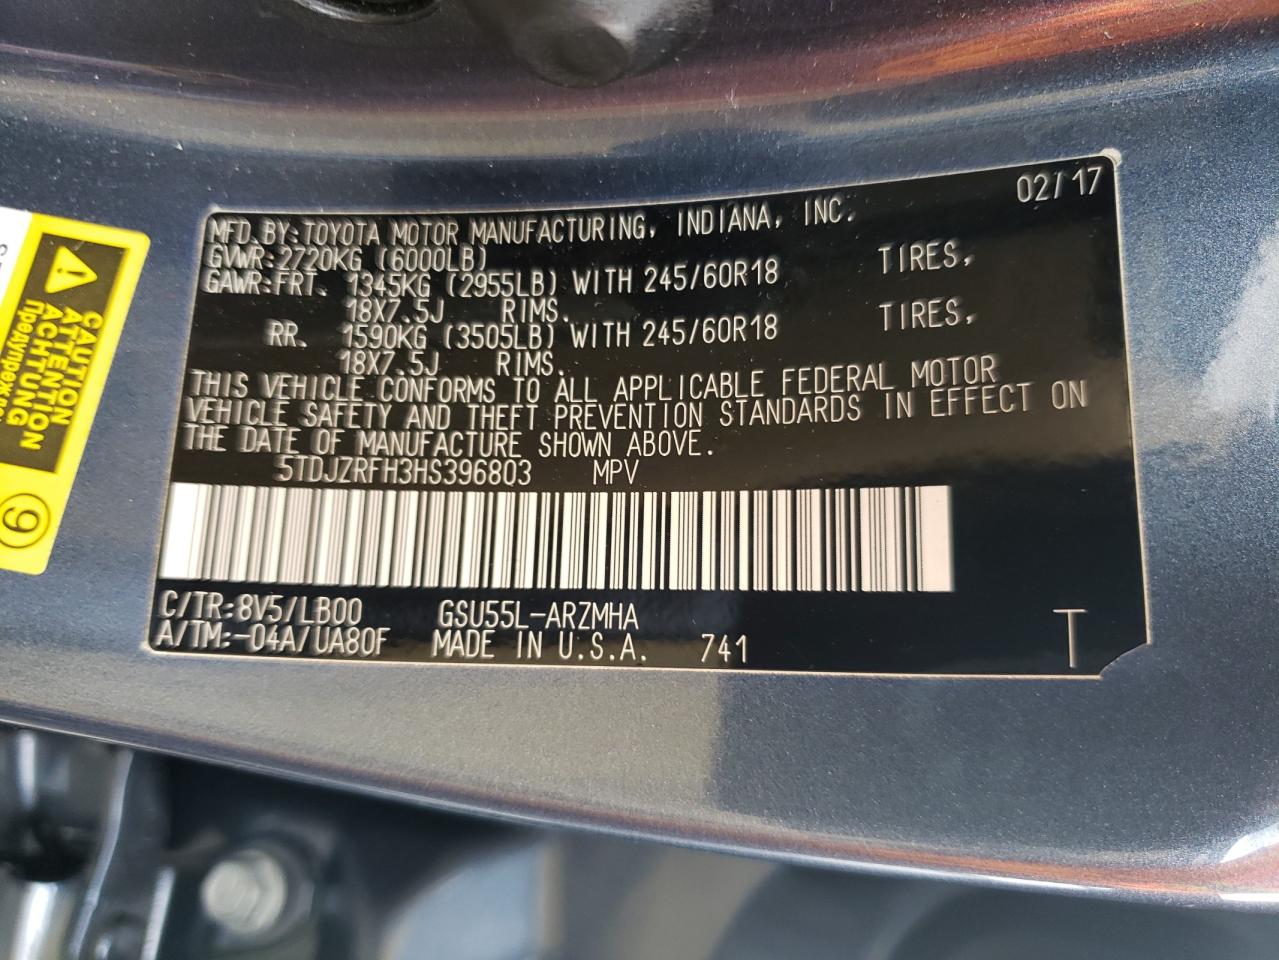 02/17
MFD.BY:TOYOTA MOTOR MANUFACTURING, INDIANA, INC.
GVWR:2720KG (6000LB)
GAWR:FRT. 1345KG (2955LB) WITH 245/60R18 TIRES,
18X7.5J RIMS.
RR. 1590KG (3505LB) WITH 245/60R18 TIRES,
18X7.5J RIMS.
THIS VEHICLE CONFORMS TO ALL APPLICABLE FEDERAL MOTOR
VEHICLE SAFETY AND THEFT PREVENTION STANDARDS IN EFFECT ON
THE DATE OF MANUFACTURE SHOWN ABOVE.
5TDJZRFH3HS396803 MPV
C/TR:8V5/LB00 GSU55L-ARZMHA
A/TM:-04A/UA80F MADE IN U.S.A. 741 T
CAUTION
ATTENTION
ACHTUNG
9